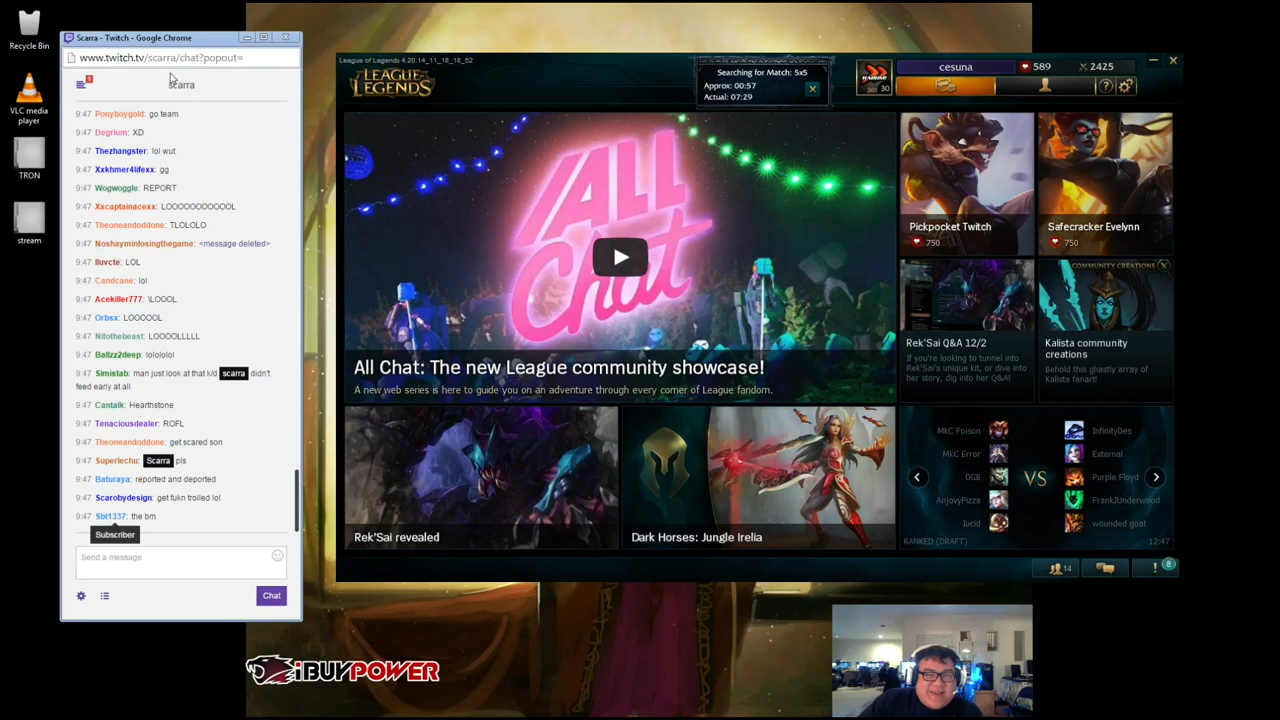 Recycle Bin
VLC media
player
TRON
stream
Scarra - Twitch - Google Chrome
www.twitch.tv/scarra/chat?popout=
1
scarra
9:47 Ponyboygold: go team
9:47 Degrium: XD
9:47 Thezhangster: lol wut
9:47 Xxkhmer4lifexx: gg
9:47 Wogwoggle: REPORT
9:47 Xxcaptainacexx: LOOOOOOOOOOL
9:47 Theoneandoddone: TLOLOLO
9:47 Noshayminlosingthegame: <message deleted>
9:47 Iluvcte: LOL
9:47 Candcane: lol
9:47 Acekiller777: \LOOOL
9:47 Orbsx: LOOOOOL
9:47 Nitothebeast: LOOOOLLLLL
9:47 Ballzz2deep: lolololol
9:47 Simistab: man just look at that k/d scarra didn't
feed early at all
9:47 Cantalk: Hearthstone
9:47 Tenaciousdealer: ROFL
9:47 Theoneandoddone: get scared son
9:47 Superlechu: Scarra pls
9:47 Baturaya: reported and deported
9:47 Scarobydesign: get fukn trolled lol
9:47 Sbt1337: the bm
Subscriber
Send a message
Chat
League of Legends 4.20.14_11_18_18_52
LEAGUE
of
LEGENDS
Searching for Match: 5x5
Approx: 00:57
Actual: 07:29
30
cesuna
589
2425
?
ALL
Chat
All Chat: The new League community showcase!
A new web series is here to guide you on an adventure through every corner of League fandom.
Pickpocket Twitch
750
Safecracker Evelynn
750
Rek'Sai Q&A 12/2
If you're looking to tunnel into
Rek'Sai's unique kit, or dive into
her story, dig into her Q&A!
COMMUNITY CREATIONS
Kalista community
creations
Behold this ghastly array of
Kalista fanart!
Rek'Sai revealed
Dark Horses: Jungle Irelia
MkC Poison
MkC Error
DGB
AnjovyPizza
Iucid
VS
InfinityDes
External
Purple Floyd
FrankJUnderwood
wounded goat
RANKED (DRAFT)
12:47
14
!
8
iBUYPOWER